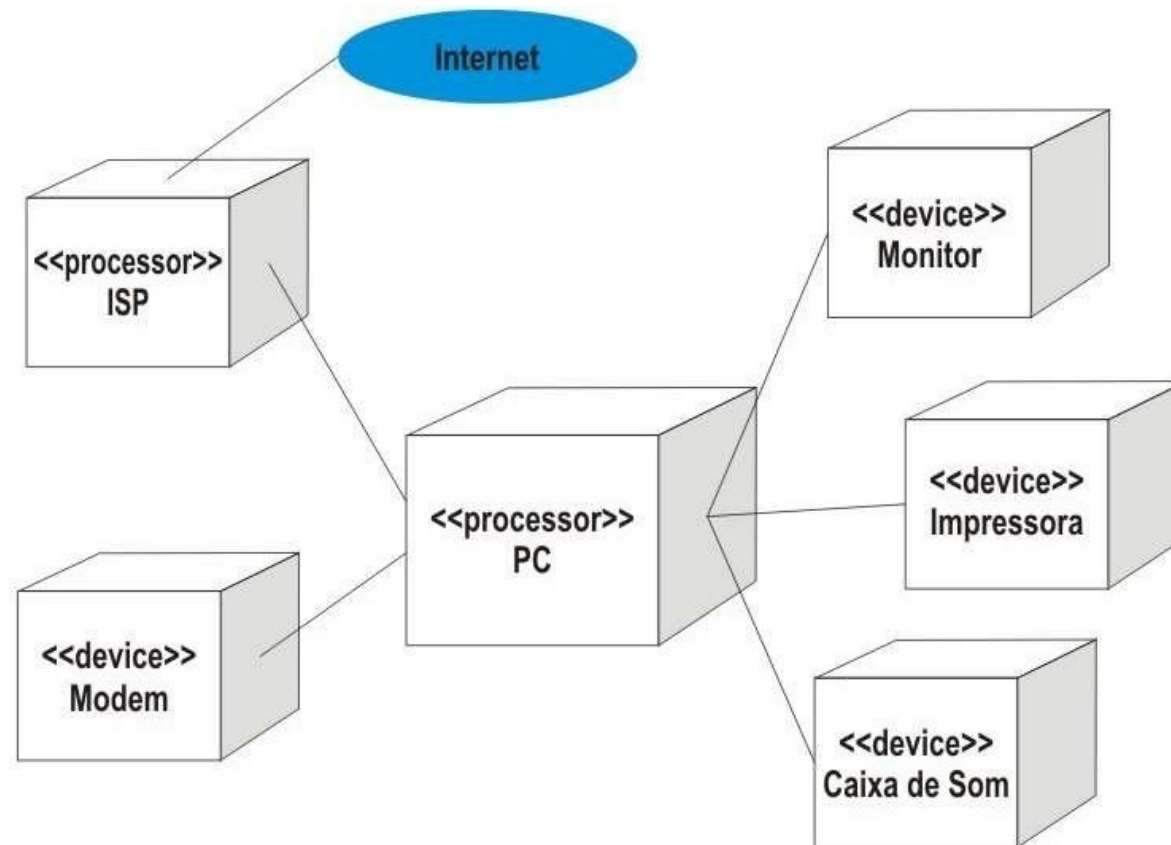 Internet
<<processor>>
ISP
<<device>>
Monitor
<<processor>>
PC
<<device>>
Impressora
<<device>>
Modem
<<device>>
Caixa de Som